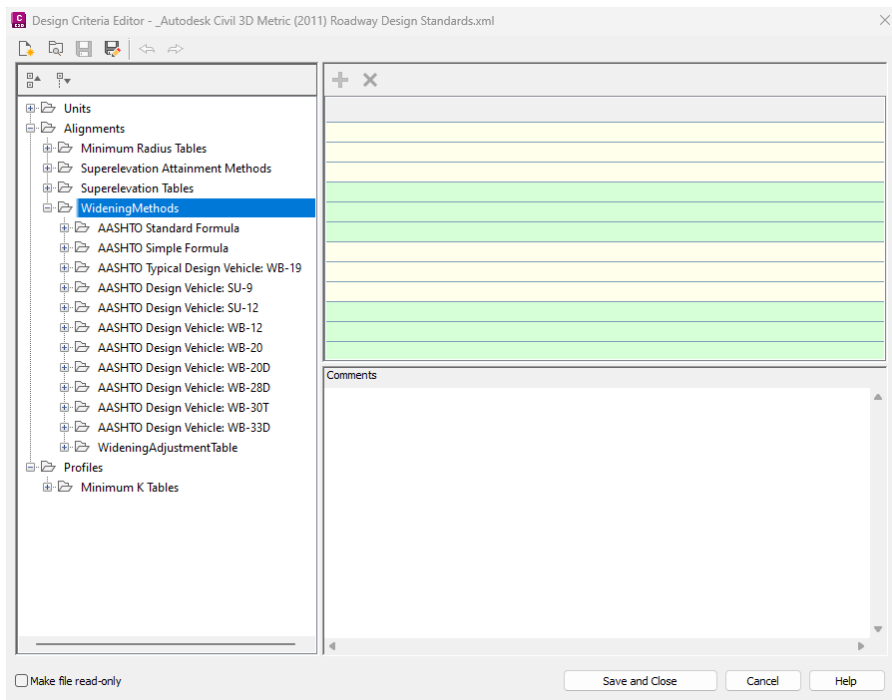 Design Criteria Editor - _Autodesk Civil 3D Metric (2011) Roadway Design Standards.xml
Units
Alignments
Minimum Radius Tables
Superelevation Attainment Methods
Superelevation Tables
WideningMethods
AASHTO Standard Formula
AASHTO Simple Formula
AASHTO Typical Design Vehicle: WB-19
AASHTO Design Vehicle: SU-9
AASHTO Design Vehicle: SU-12
AASHTO Design Vehicle: WB-12
AASHTO Design Vehicle: WB-20
AASHTO Design Vehicle: WB-20D
AASHTO Design Vehicle: WB-28D
AASHTO Design Vehicle: WB-30T
AASHTO Design Vehicle: WB-33D
WideningAdjustmentTable
Profiles
Minimum K Tables
Comments
Make file read-only
Save and Close
Cancel
Help